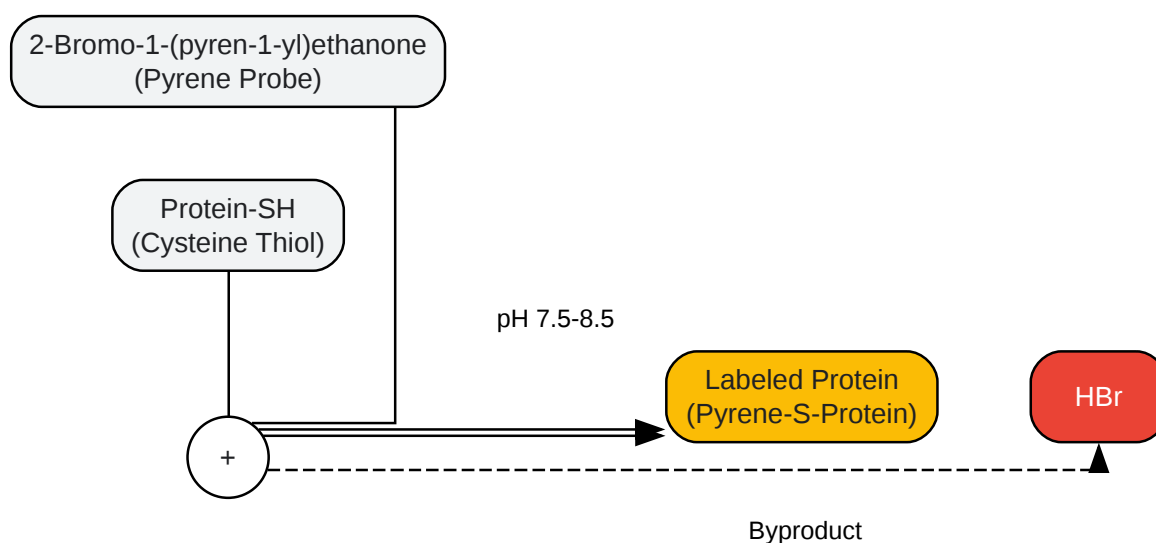 2-Bromo-1-(pyren-1-yl)ethanone
(Pyrene Probe)
Protein-SH
(Cysteine Thiol)
pH 7.5-8.5
Labeled Protein
(Pyrene-S-Protein)
HBr
+
Byproduct